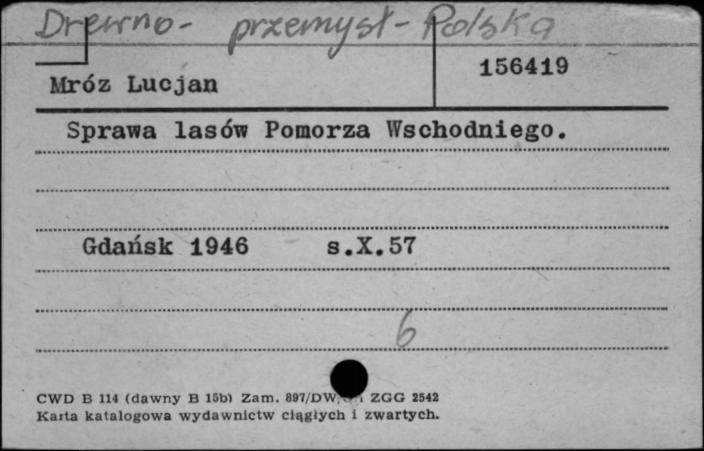 Drewno - przemysł - Polska
156419
Mróz Lucjan
Sprawa lasów Pomorza Wschodniego.
Gdańsk 1946 s.X.57
6
CWD B 114 (dawny B 15b) Zam. 897/DW ZGG 2542
Karta katalogowa wydawnictw ciągłych i zwartych.